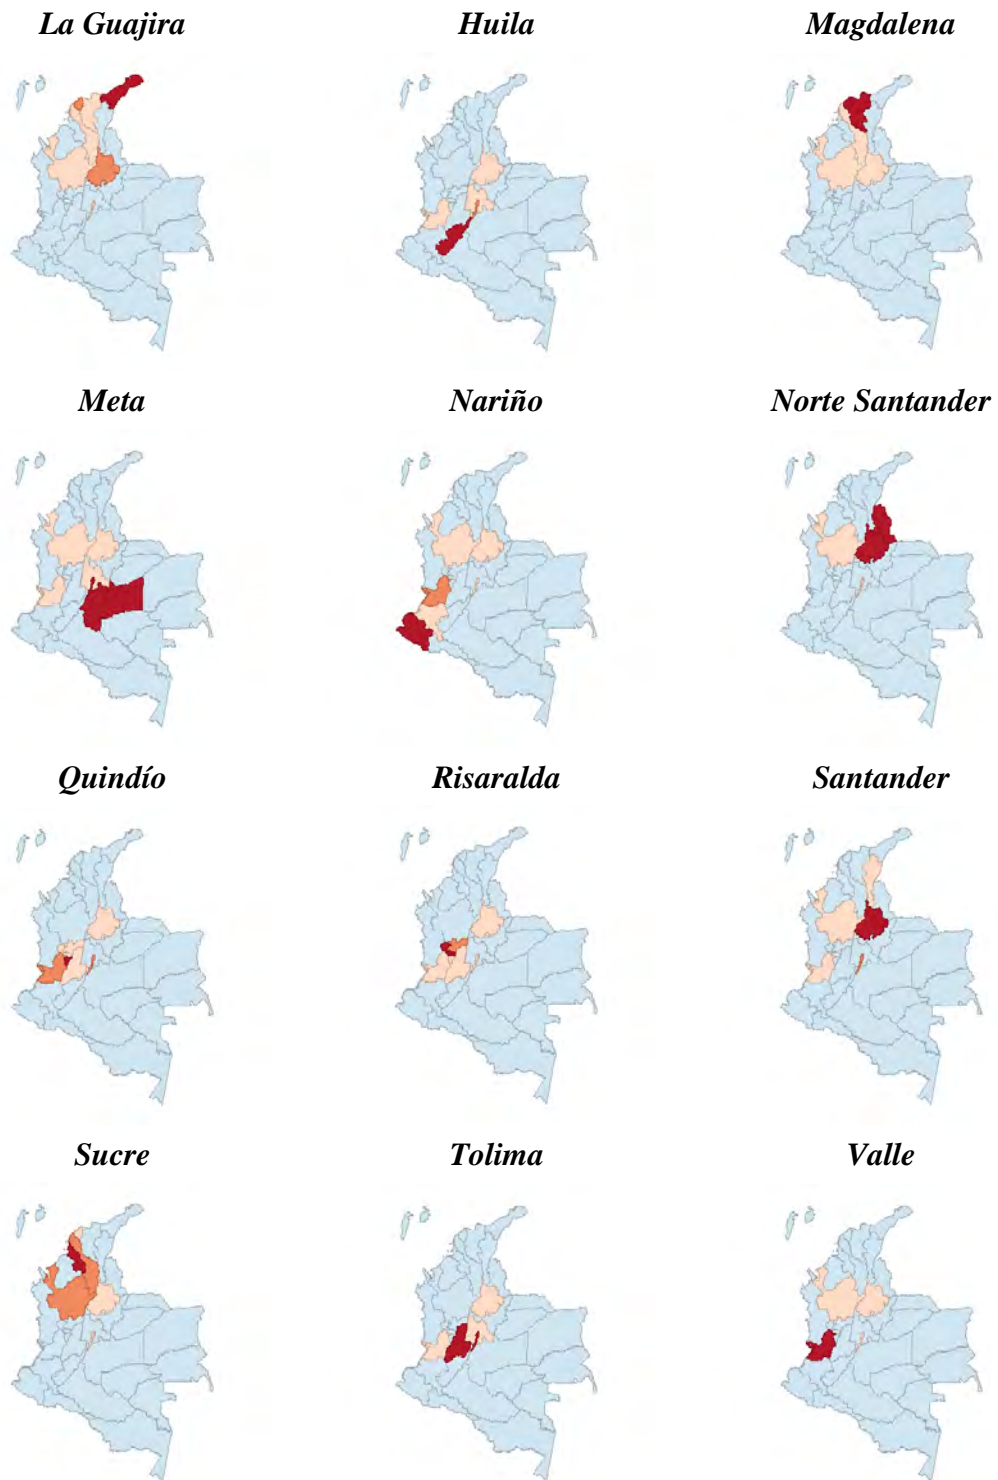 La Guajira
Huila
Magdalena
Meta
Nariño
Norte Santander
Quindío
Risaralda
Santander
Sucre
Tolima
Valle